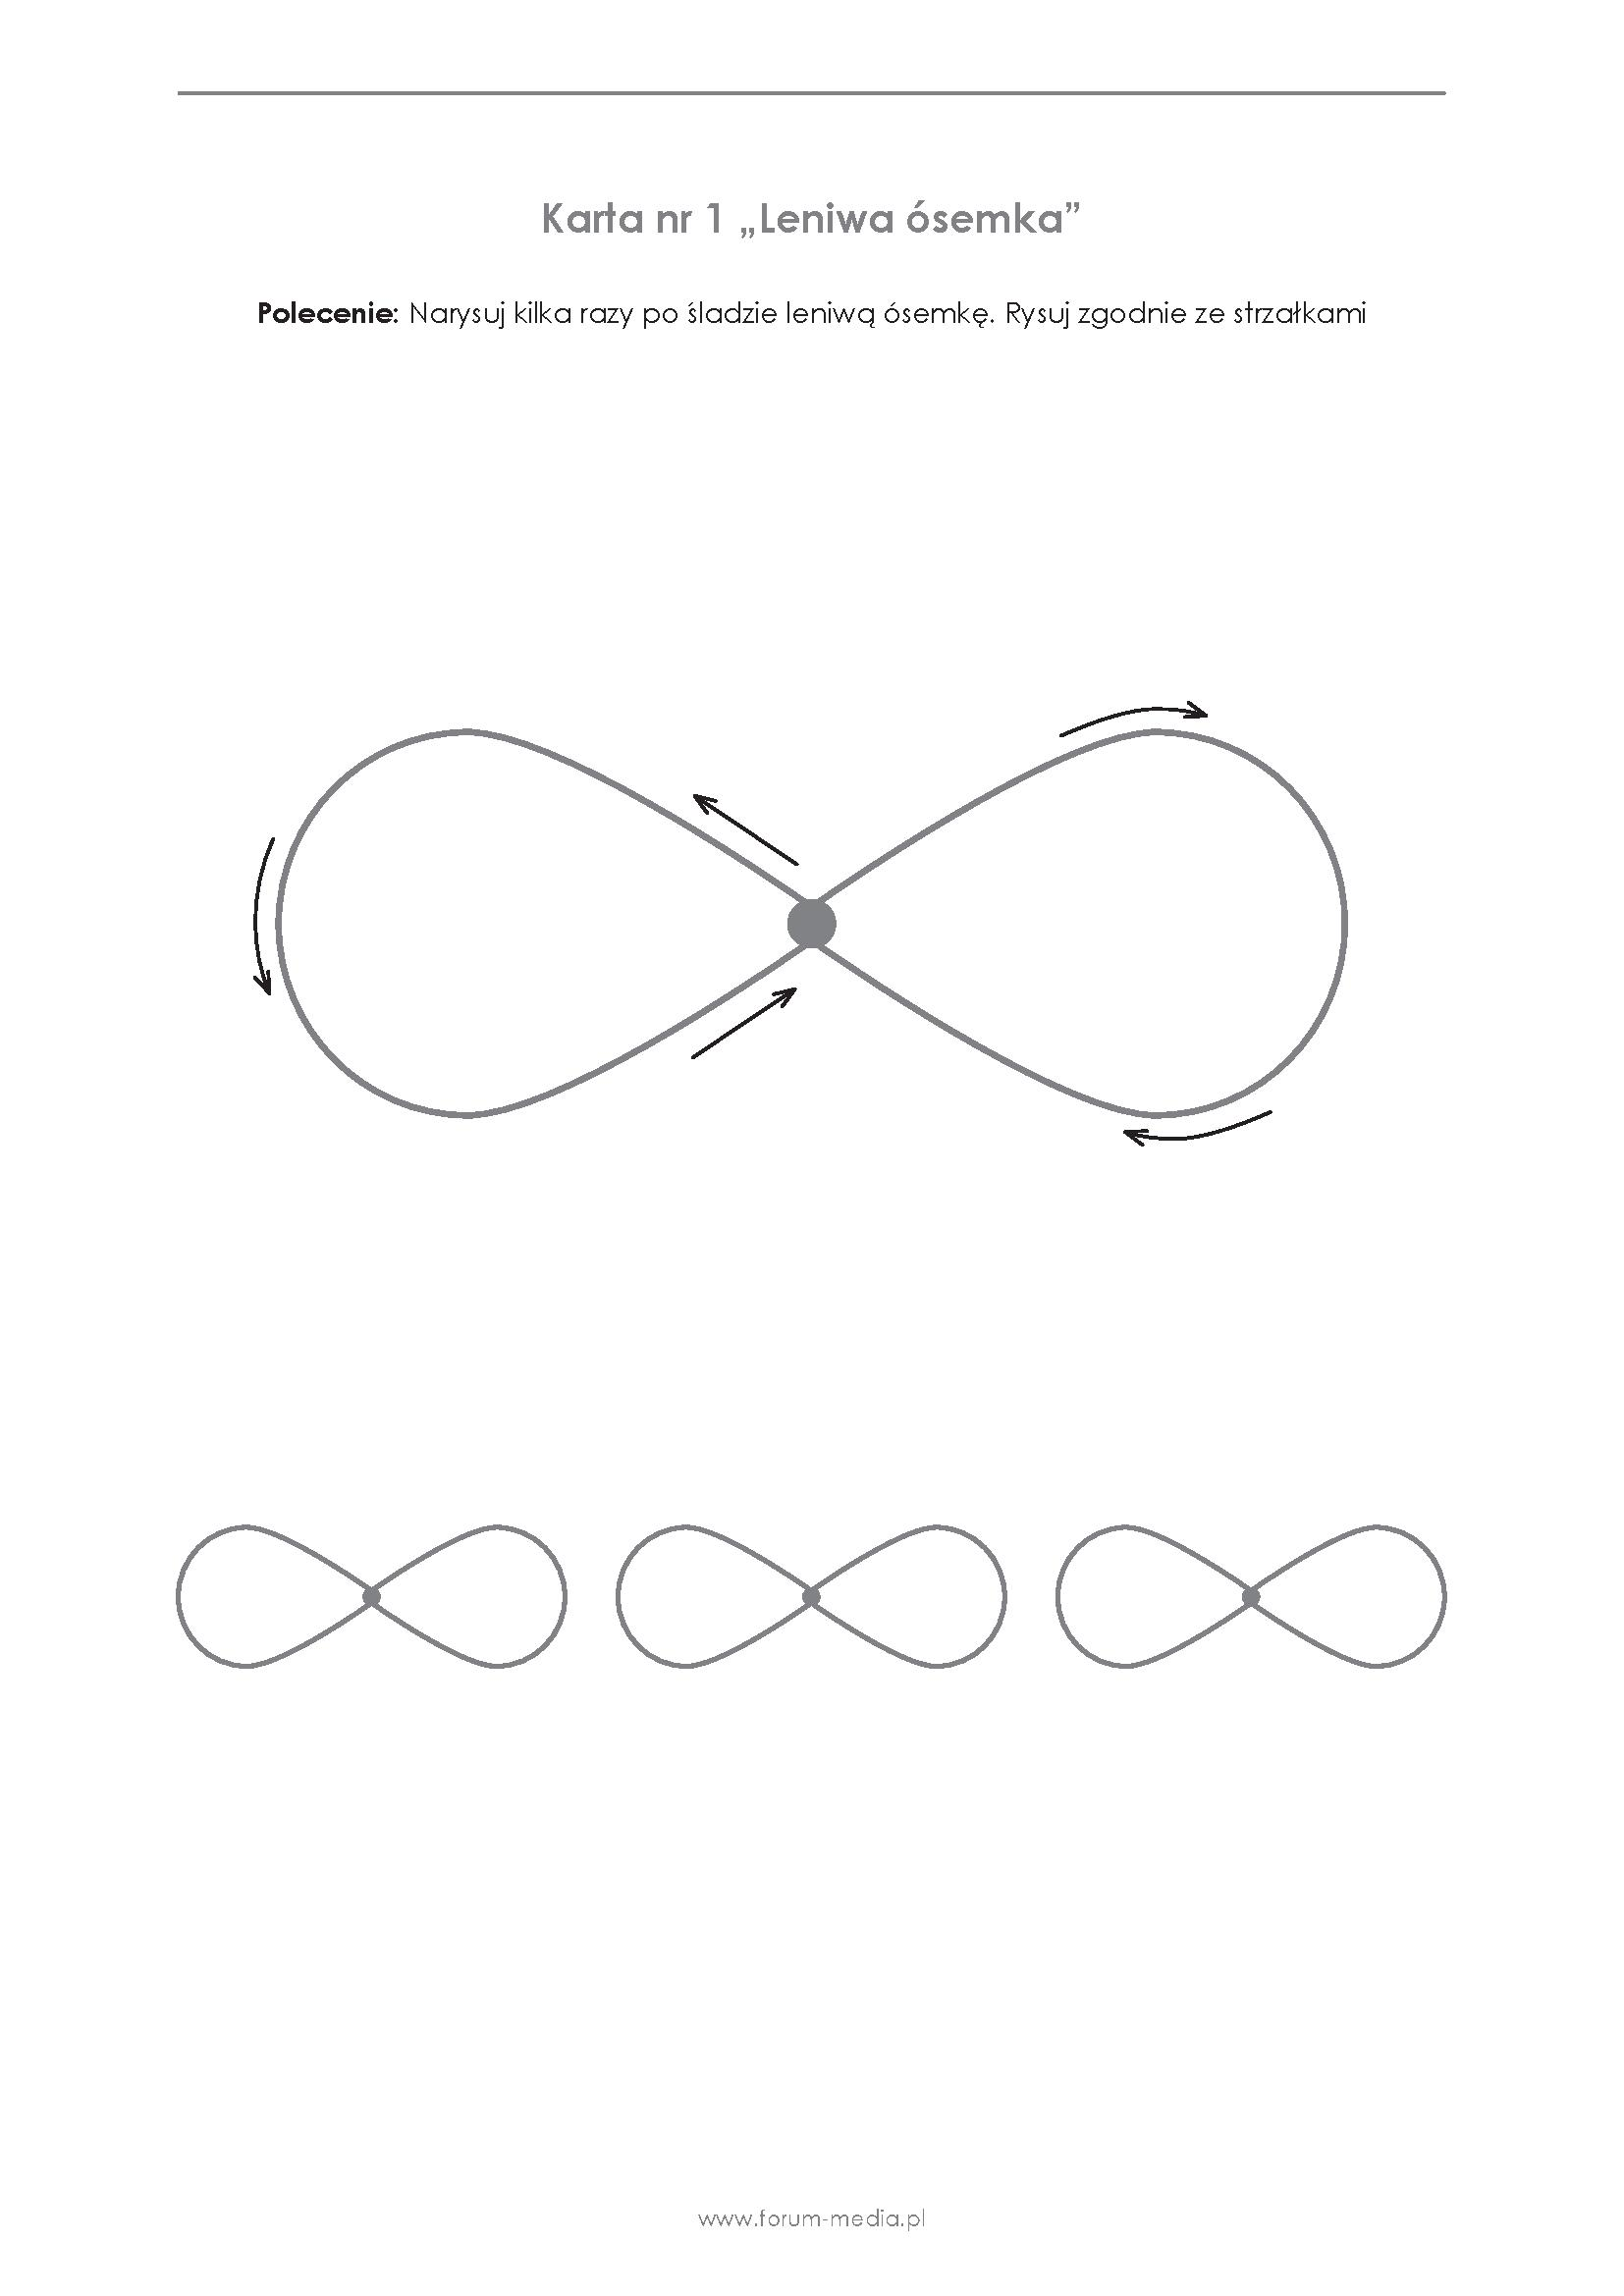 Karta nr 1 „Leniwa ósemka”
Polecenie: Narysuj kilka razy po śladzie leniwą ósemkę. Rysuj zgodnie ze strzałkami
www.forum-media.pl